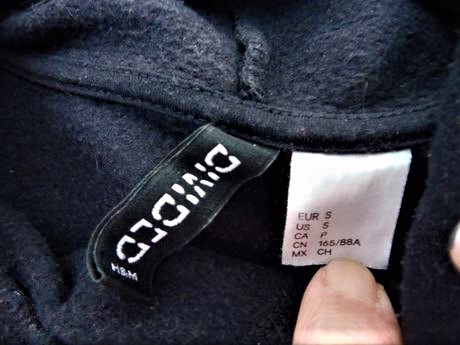 DIVIDED
H&M
EUR S
US S
CA P
CN 165/88A
MX CH